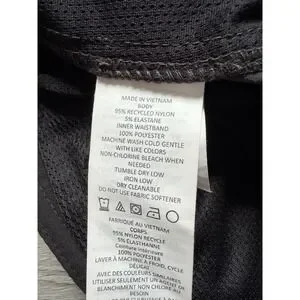 MADE IN VIETNAM
BODY
95% RECYCLED NYLON
5% ELASTANE
INNER WAISTBAND
100% POLYESTER
MACHINE WASH COLD GENTLE
WITH LIKE COLORS
NON-CHLORINE BLEACH WHEN
NEEDED
TUMBLE DRY LOW
IRON LOW
DRY CLEANABLE
DO NOT USE FABRIC SOFTENER
FABRIQUÉ AU VIETNAM
CORPS
95% NYLON RECYCLÉ
5% ÉLASTHANNE
Ceinture intérieure
100% POLYESTER
LAVER À MACHINE À FROID, CYCLE
DÉLICAT
AVEC DES COULEURS SIMILAIRES
UTILISER SEULEMENT UN AGENT DE
BLANCHIMENT NON CHLORÉ AU
BESOIN